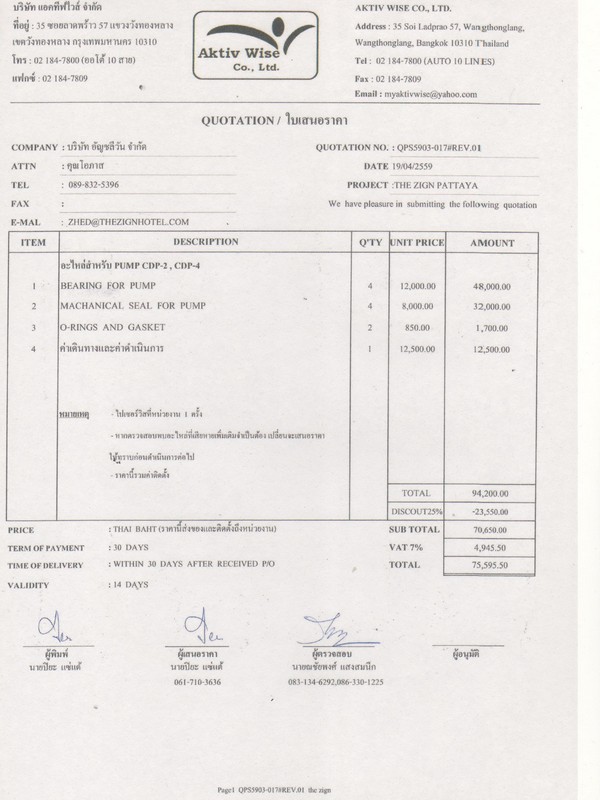 บริษัท แอคทีฟไวส์ จำกัด
ที่อยู่ : 35 ซอยลาดพร้าว 57 แขวงวังทองหลาง
เขตวังทองหลาง กรุงเทพมหานคร 10310
โทร : 02 184-7800 (ออโต้ 10 สาย)
แฟกซ์ : 02 184-7809
Aktiv Wise
Co., Ltd.
AKTIV WISE CO., LTD.
Address : 35 Soi Ladprao 57, Wangthonglang,
Wangthonglang, Bangkok 10310 Thailand
Tel : 02 184-7800 (AUTO 10 LINES)
Fax : 02 184-7809
Email : myaktivwise@yahoo.com
QUOTATION / ใบเสนอราคา
COMPANY : บริษัท อัญชสีวัน จำกัด QUOTATION NO. : QPS5903-017#REV.01
ATTN : คุณโอภาส DATE 19/04/2559
TEL : 089-832-5396 PROJECT :THE ZIGN PATTAYA
FAX : We have pleasure in submitting the following quotation
E-MAL : ZHED@THEZIGNHOTEL.COM
ITEM DESCRIPTION Q'TY UNIT PRICE AMOUNT
อะไหล่สำหรับ PUMP CDP-2 , CDP-4
1 BEARING FOR PUMP 4 12,000.00 48,000.00
2 MACHANICAL SEAL FOR PUMP 4 8,000.00 32,000.00
3 O-RINGS AND GASKET 2 850.00 1,700.00
4 ค่าเดินทางและค่าดำเนินการ 1 12,500.00 12,500.00
หมายเหตุ - ไปเซอร์วิสที่หน่วยงาน 1 ครั้ง
- หากตรวจสอบพบอะไหล่ที่เสียหายเพิ่มเติมจำเป็นต้อง เปลี่ยนจะเสนอราคา
ให้ทราบก่อนดำเนินการต่อไป
- ราคานี้รวมค่าติดตั้ง
TOTAL 94,200.00
DISCOUT25% -23,550.00
PRICE : THAI BAHT (ราคานี้ส่งของและติดตั้งถึงหน่วยงาน) SUB TOTAL 70,650.00
TERM OF PAYMENT : 30 DAYS VAT 7% 4,945.50
TIME OF DELIVERY : WITHIN 30 DAYS AFTER RECEIVED P/O TOTAL 75,595.50
VALIDITY : 14 DAYS
ผู้พิมพ์ ผู้เสนอราคา ผู้ตรวจสอบ ผู้อนุมัติ
นายปิยะ แซ่แต้ นายปิยะ แซ่แต้ นายณชัยพงศ์ แสงสมนึก
061-710-3636 083-134-6292,086-330-1225
Page1 QPS5903-017#REV.01 the zign